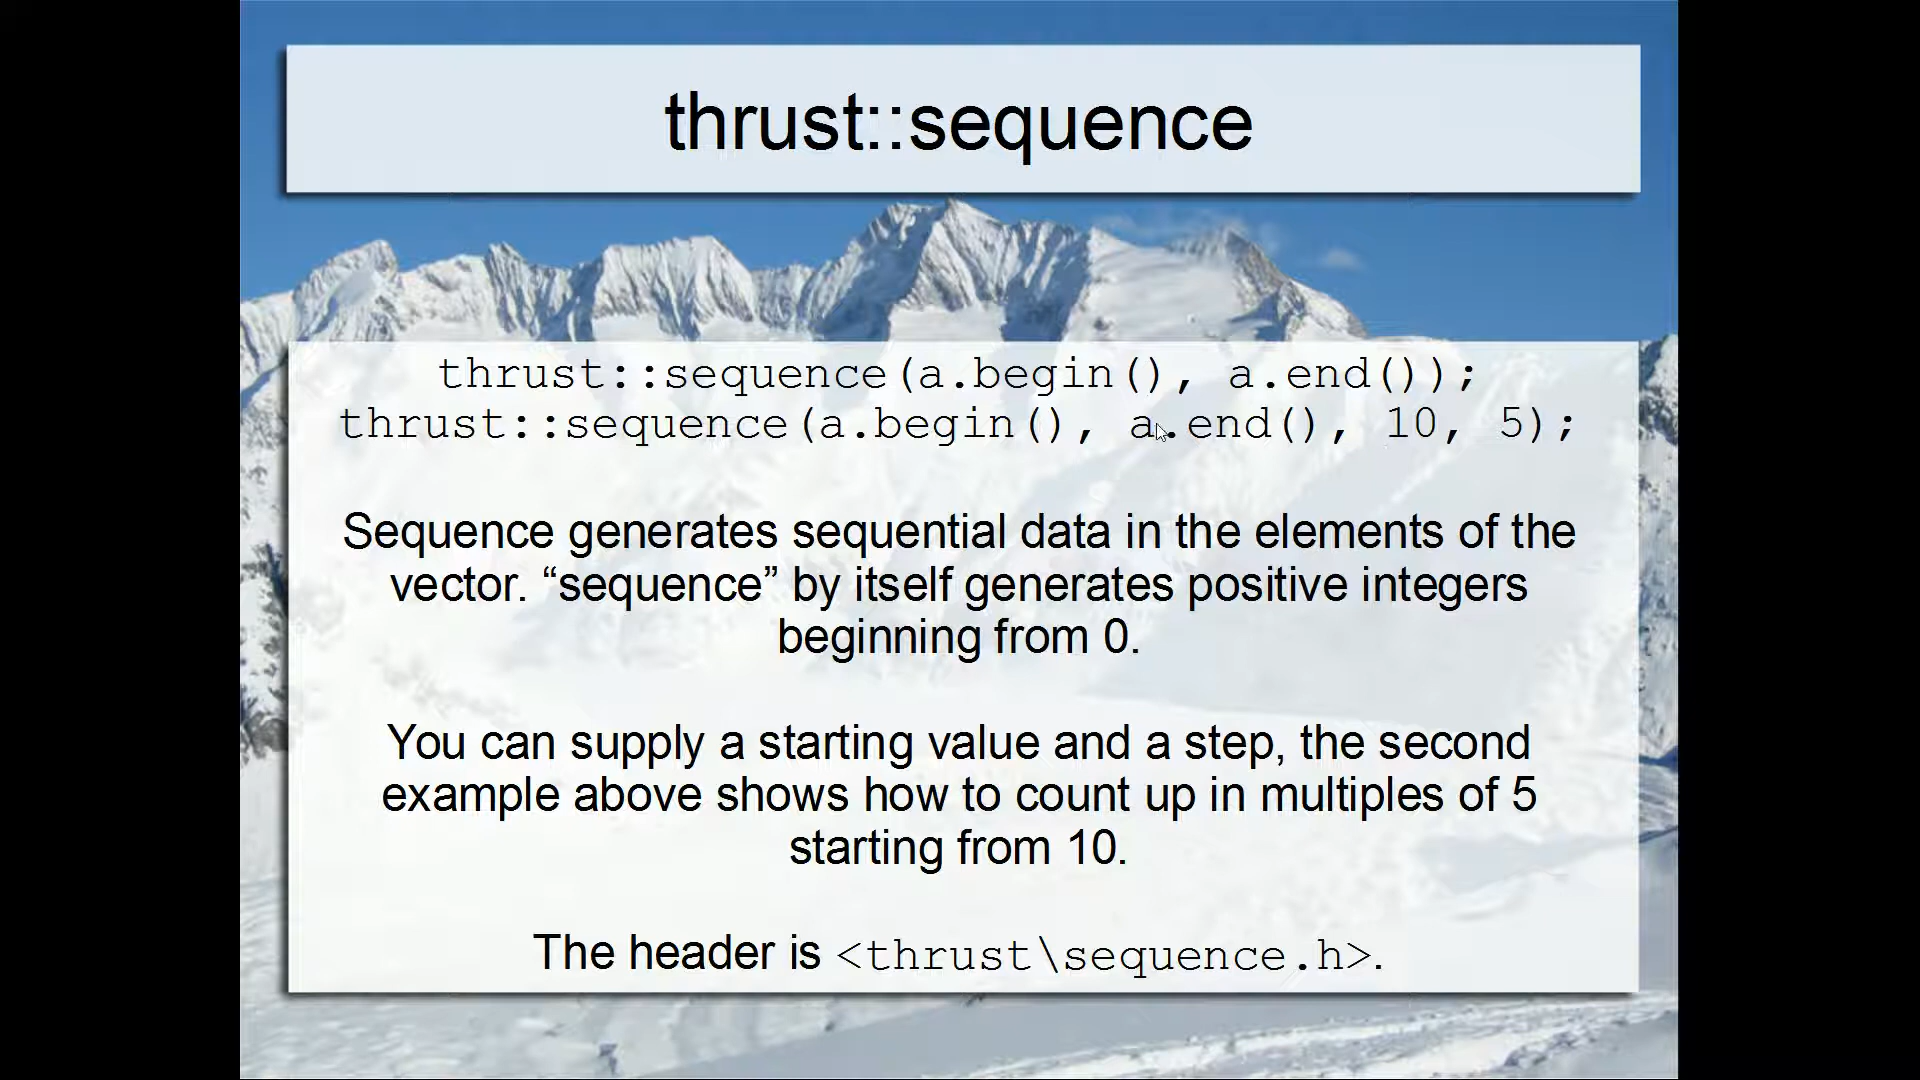 thrust::sequence
thrust::sequence(a.begin(), a.end());
thrust::sequence(a.begin(), a.end(), 10, 5);
Sequence generates sequential data in the elements of the
vector. “sequence” by itself generates positive integers
beginning from 0.
You can supply a starting value and a step, the second
example above shows how to count up in multiples of 5
starting from 10.
The header is <thrust\sequence.h>.